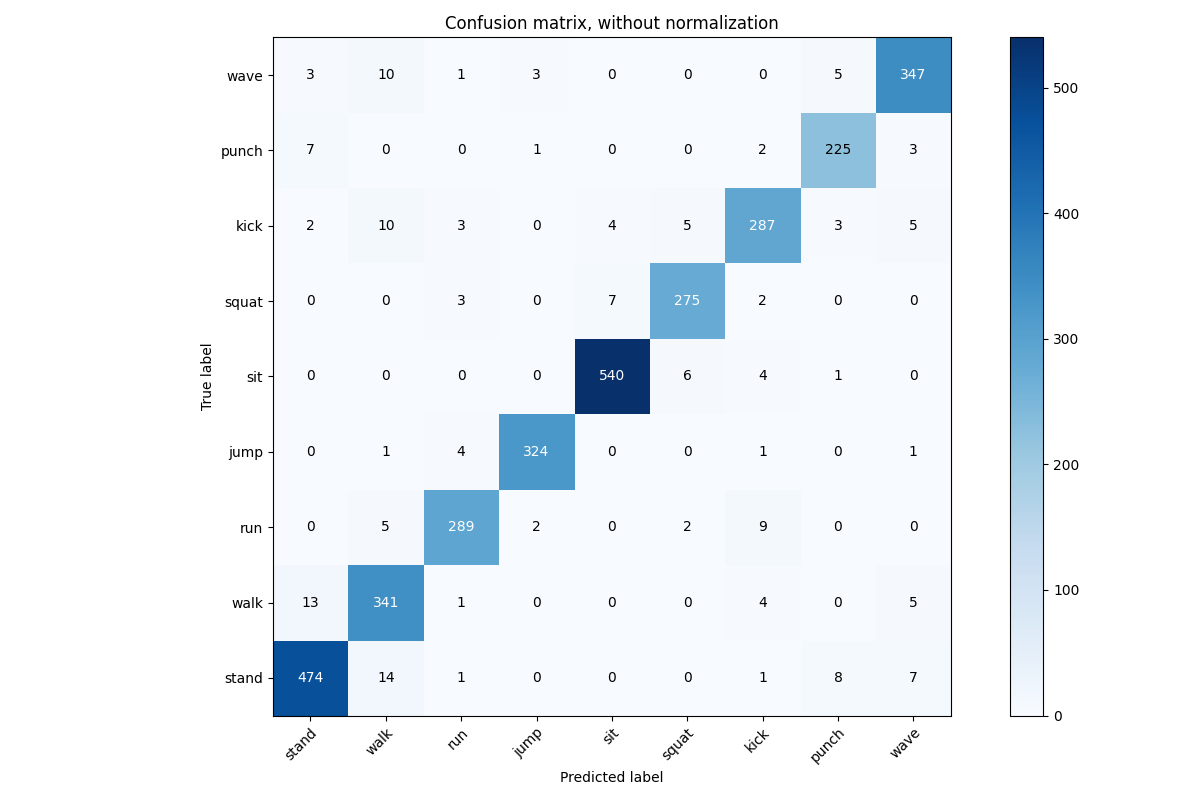 Confusion matrix, without normalization
wave 3 10 1 3 0 0 0 5 347
punch 7 0 0 1 0 0 2 225 3
kick 2 10 3 0 4 5 287 3 5
squat 0 0 3 0 7 275 2 0 0
sit 0 0 0 0 540 6 4 1 0
jump 0 1 4 324 0 0 1 0 1
run 0 5 289 2 0 2 9 0 0
walk 13 341 1 0 0 0 4 0 5
stand 474 14 1 0 0 0 1 8 7
True label
stand walk run jump sit squat kick punch wave
Predicted label
500
400
300
200
100
0